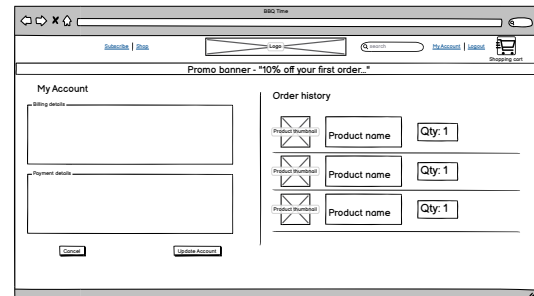 BBQ Time
Subscribe Shop Logo search My Account Logout
Shopping cart
Promo banner - "10% off your first order..."
My Account
Billing details
Payment details
Cancel Update Account
Order history
Product thumbnail Product name Qty: 1
Product thumbnail Product name Qty: 1
Product thumbnail Product name Qty: 1